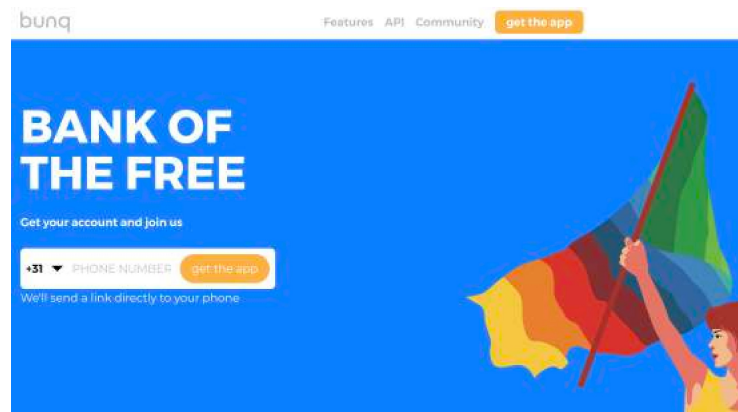 bunq
Features API Community get the app
BANK OF
THE FREE
Get your account and join us
+31 PHONE NUMBER get the app
We'll send a link directly to your phone